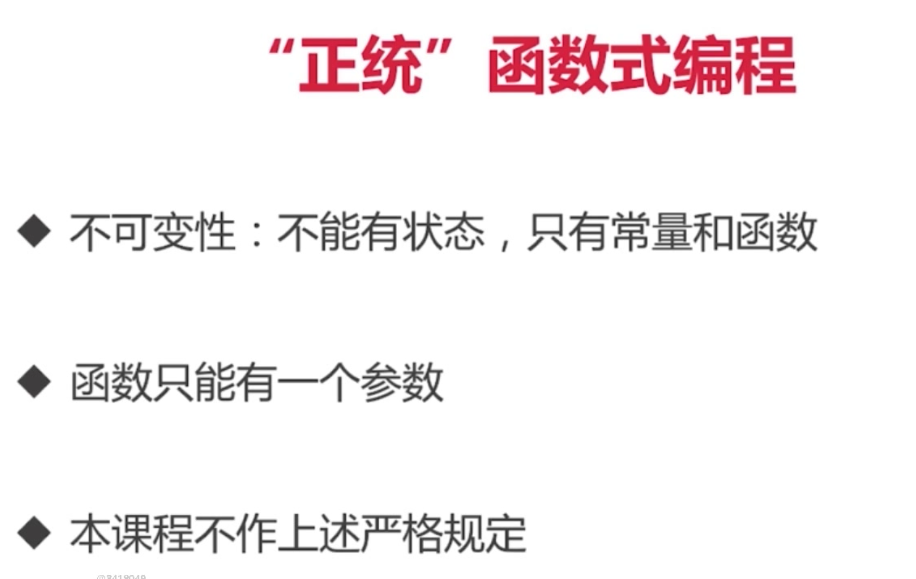 “正统”函数式编程
◆ 不可变性：不能有状态，只有常量和函数
◆ 函数只能有一个参数
◆ 本课程不作上述严格规定